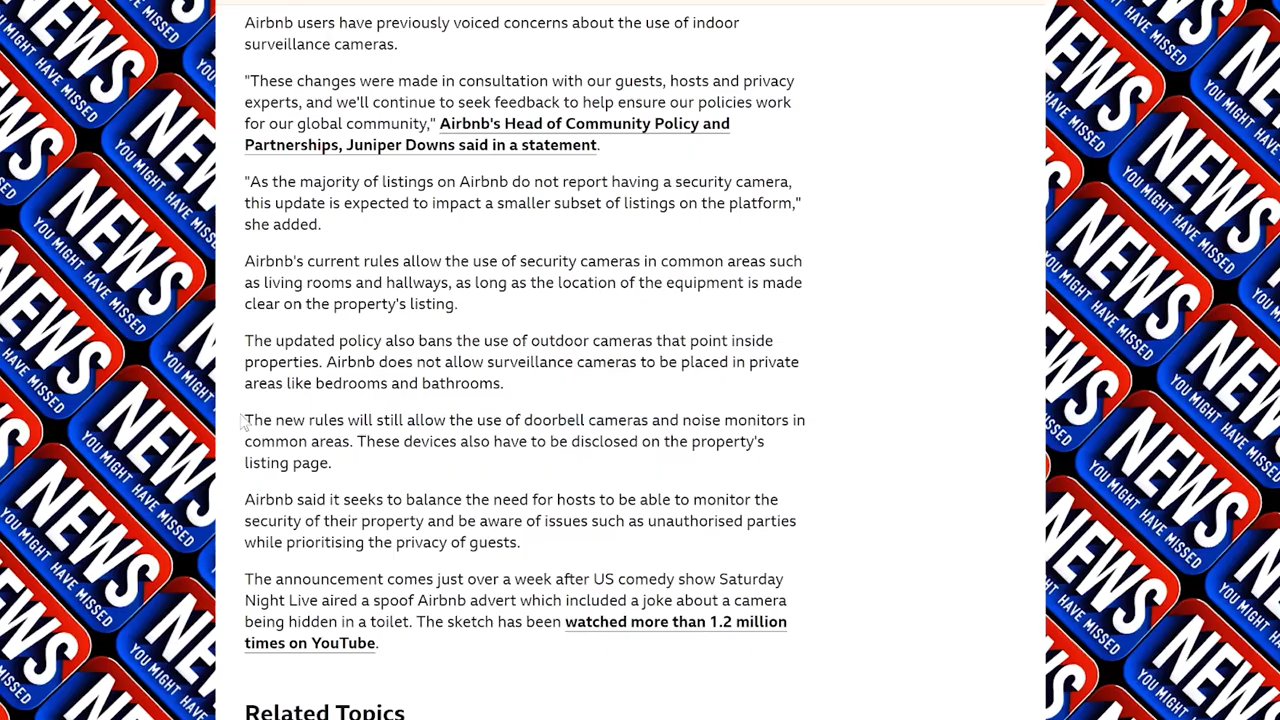 Airbnb users have previously voiced concerns about the use of indoor
surveillance cameras.
"These changes were made in consultation with our guests, hosts and privacy
experts, and we'll continue to seek feedback to help ensure our policies work
for our global community," Airbnb's Head of Community Policy and
Partnerships, Juniper Downs said in a statement.
"As the majority of listings on Airbnb do not report having a security camera,
this update is expected to impact a smaller subset of listings on the platform,"
she added.
Airbnb's current rules allow the use of security cameras in common areas such
as living rooms and hallways, as long as the location of the equipment is made
clear on the property's listing.
The updated policy also bans the use of outdoor cameras that point inside
properties. Airbnb does not allow surveillance cameras to be placed in private
areas like bedrooms and bathrooms.
The new rules will still allow the use of doorbell cameras and noise monitors in
common areas. These devices also have to be disclosed on the property's
listing page.
Airbnb said it seeks to balance the need for hosts to be able to monitor the
security of their property and be aware of issues such as unauthorised parties
while prioritising the privacy of guests.
The announcement comes just over a week after US comedy show Saturday
Night Live aired a spoof Airbnb advert which included a joke about a camera
being hidden in a toilet. The sketch has been watched more than 1.2 million
times on YouTube.
Related Topics
NEWS
YOU MIGHT HAVE MISSED